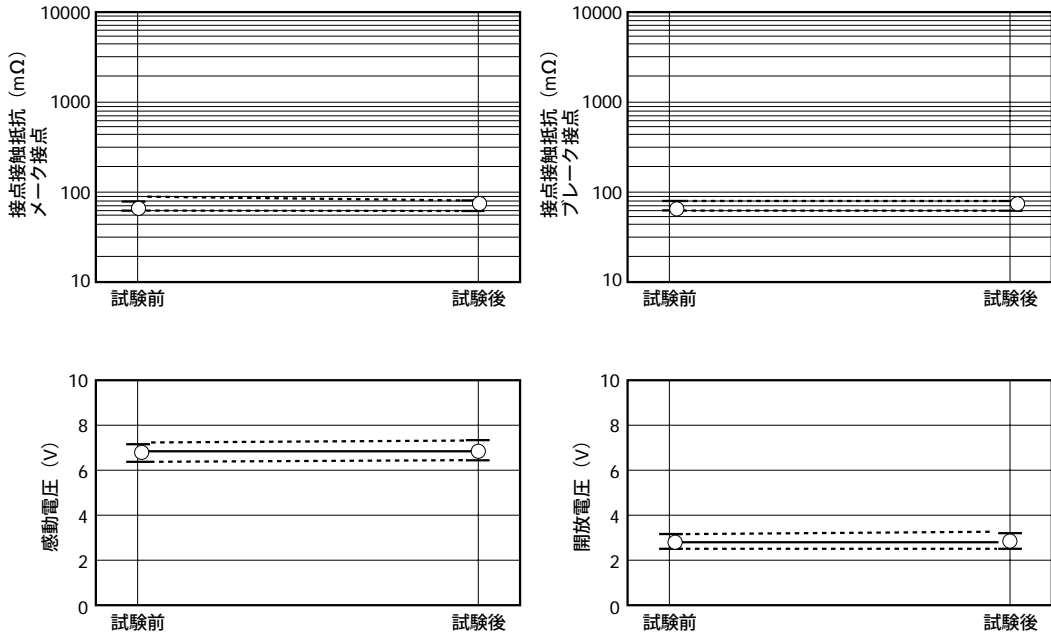 接点接触抵抗 (mΩ)
メーク接点
10000
1000
100
10
試験前
試験後
接点接触抵抗 (mΩ)
ブレーク接点
10000
1000
100
10
試験前
試験後
感動電圧 (V)
10
8
6
4
2
0
試験前
試験後
開放電圧 (V)
10
8
6
4
2
0
試験前
試験後